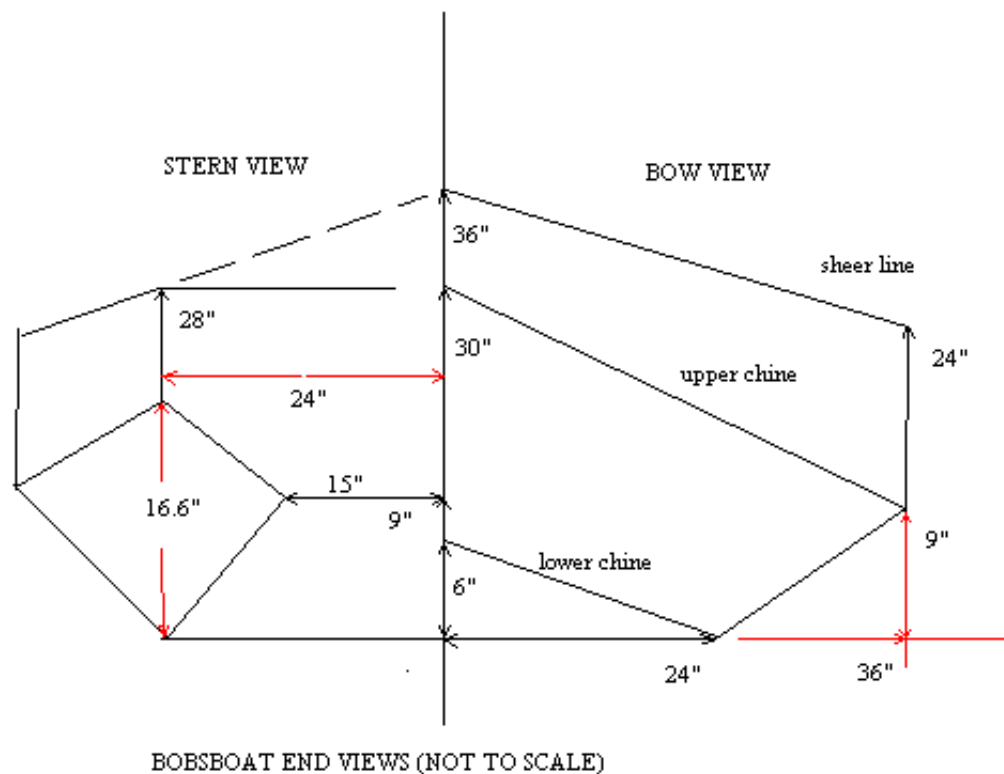 STERN VIEW
BOW VIEW
36"
sheer line
28"
30"
24"
upper chine
24"
15"
16.6"
9"
9"
lower chine
6"
24"
36"
BOBSBOAT END VIEWS (NOT TO SCALE)